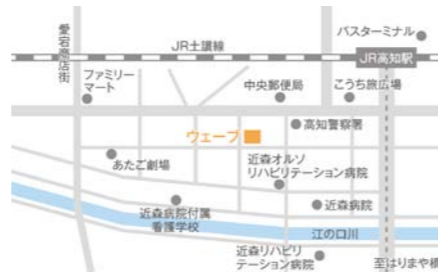 バスターミナル
愛宕商店街
JR土讃線
JR高知駅
ファミリー
マート
中央郵便局
こうち旅広場
高知警察署
ウェーブ
あたご劇場
近森オルソ
リハビリテーション病院
近森病院付属
看護学校
近森病院
江の口川
近森リハビリ
テーション病院
至はりまや橋